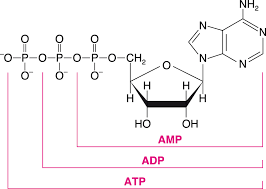 NH₂
N
N
N
N
O O O
⁻O–P–O–P–O–P–O–CH₂
O⁻ O⁻ O⁻
O
H H
H H
HO OH
AMP
ADP
ATP